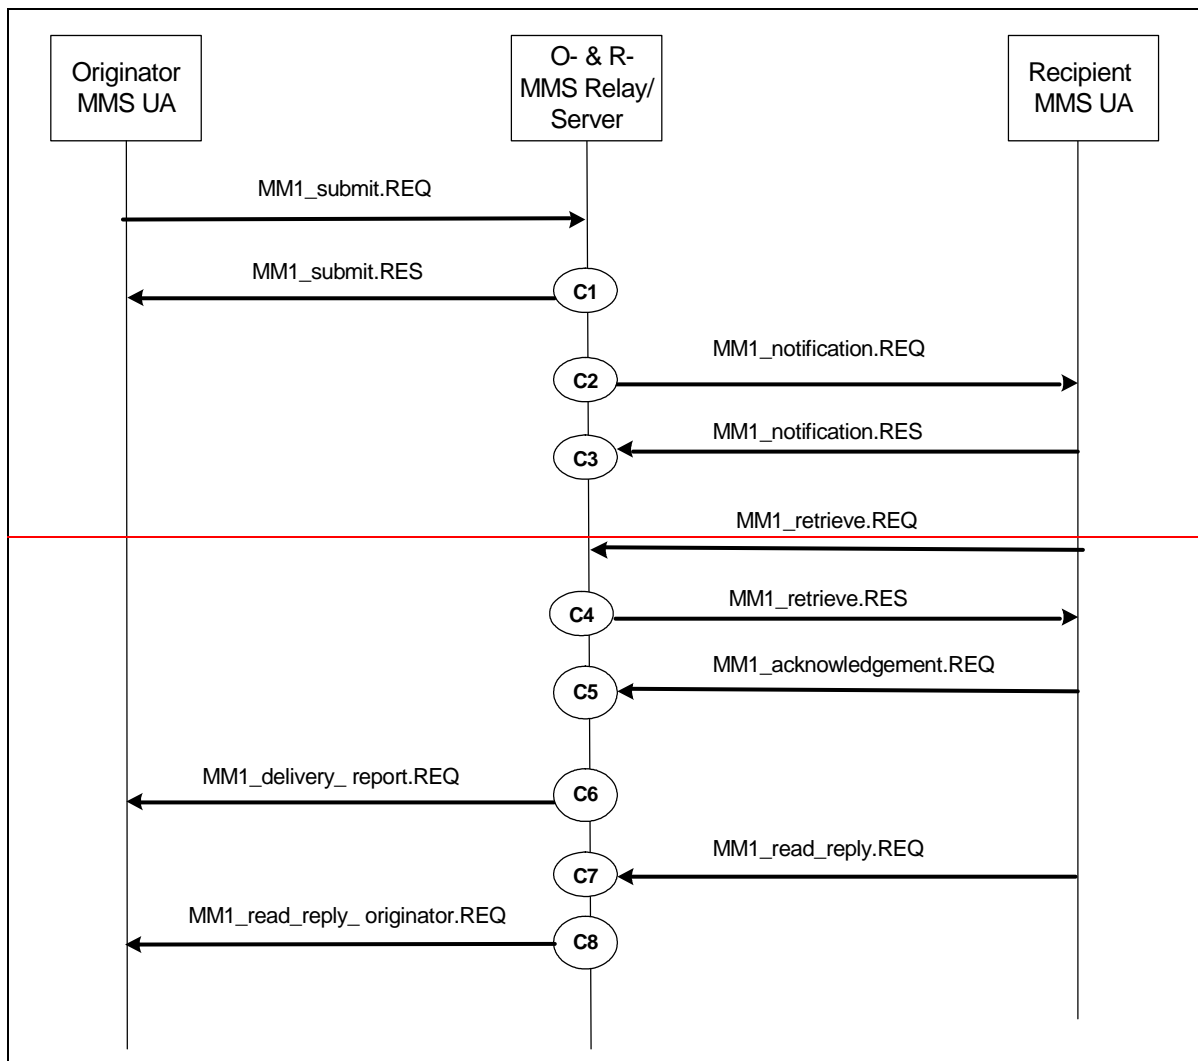 Originator
MMS UA
O- & R-
MMS Relay/
Server
Recipient
MMS UA
MM1_submit.REQ
MM1_submit.RES
C1
MM1_notification.REQ
C2
MM1_notification.RES
C3
MM1_retrieve.REQ
C4
MM1_retrieve.RES
MM1_acknowledgement.REQ
C5
MM1_delivery_ report.REQ
C6
MM1_read_reply.REQ
C7
MM1_read_reply_ originator.REQ
C8